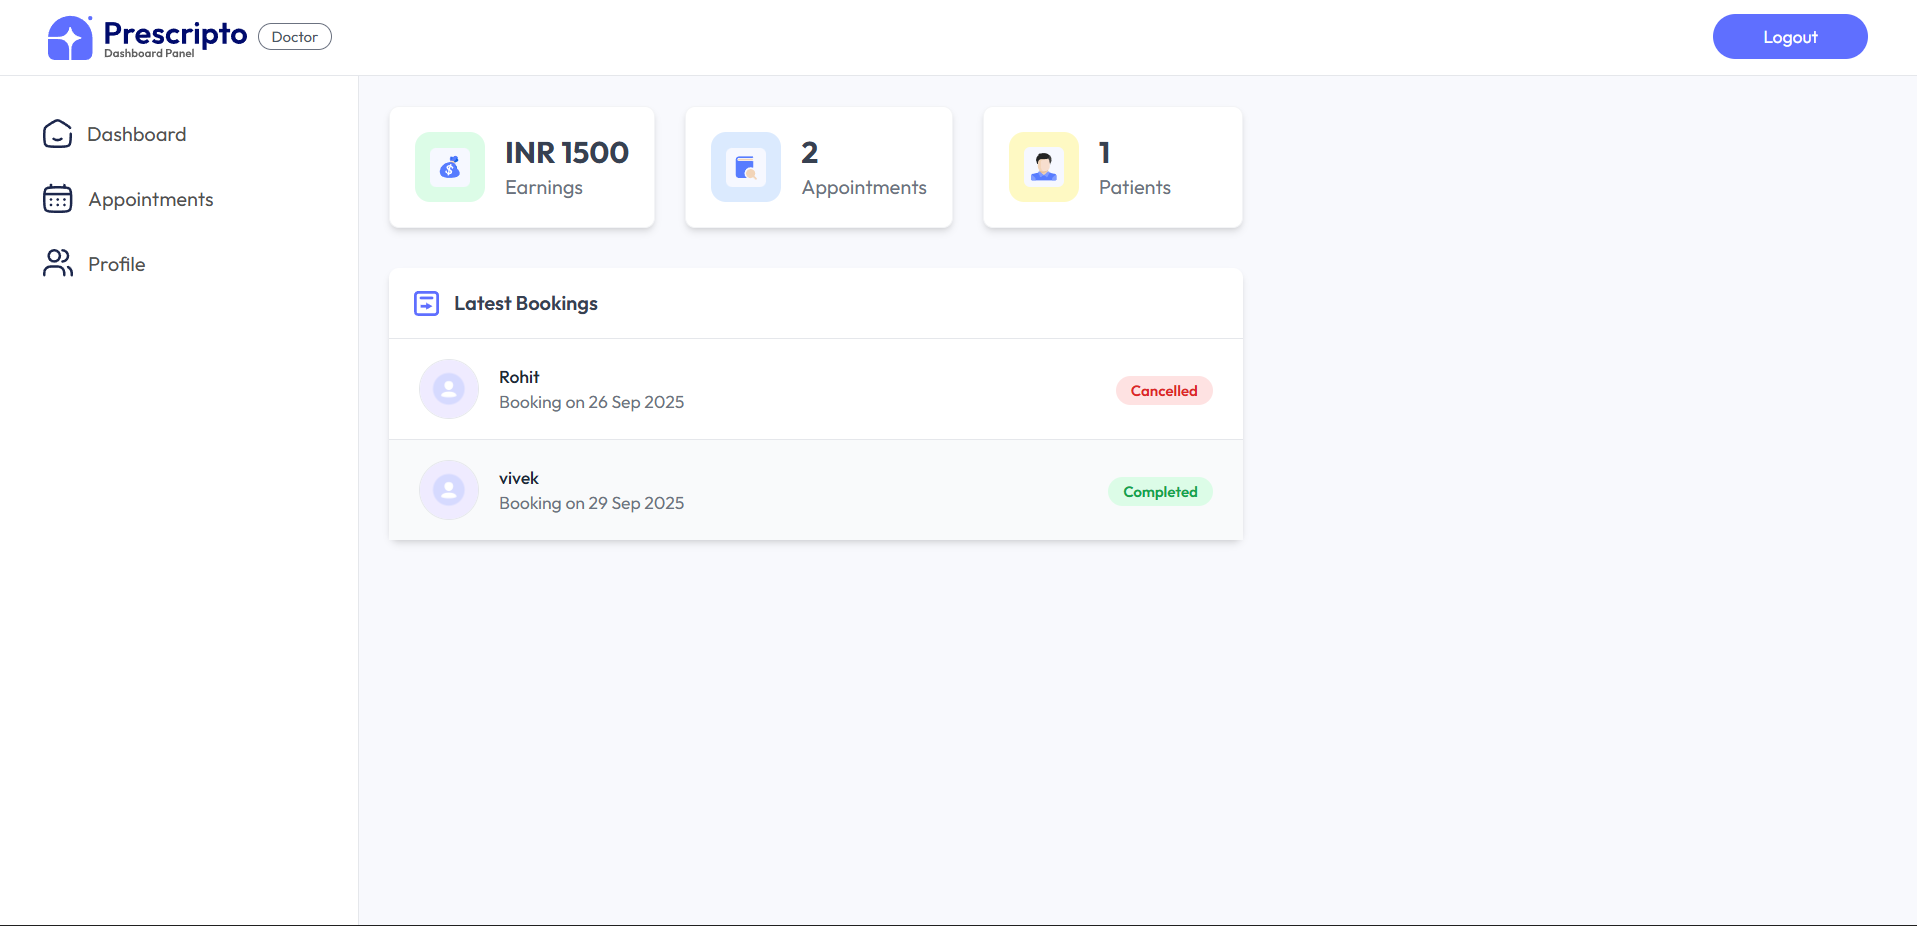 Prescripto
Dashboard Panel
Doctor
Logout
Dashboard
Appointments
Profile
INR 1500
Earnings
2
Appointments
1
Patients
Latest Bookings
Rohit
Booking on 26 Sep 2025
Cancelled
vivek
Booking on 29 Sep 2025
Completed